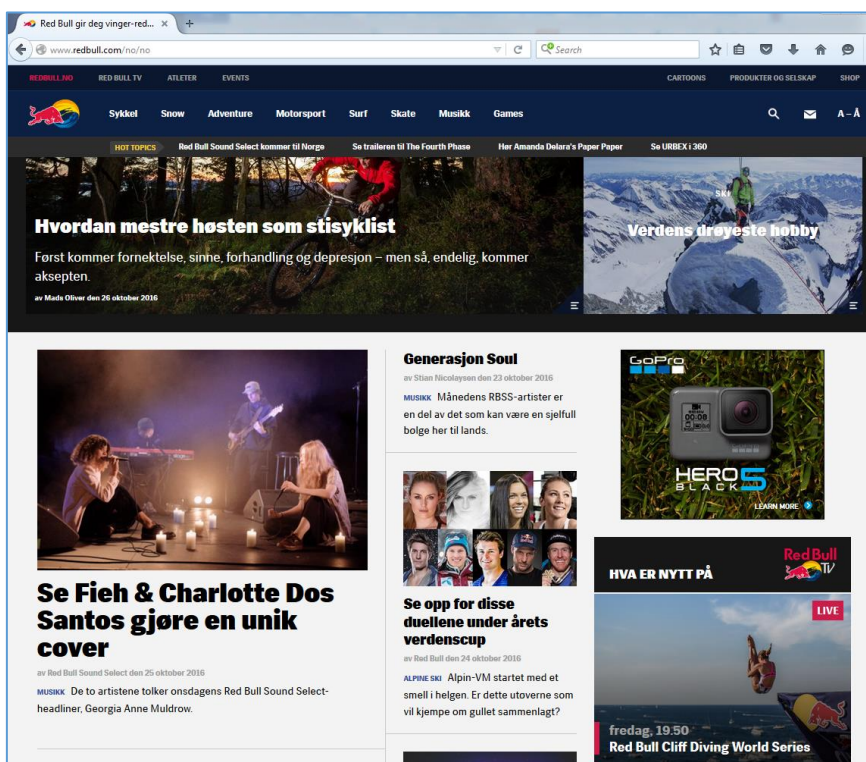 Red Bull gir deg vinger-red...
www.redbull.com/no/no
Search
REDBULL.NO RED BULL TV ATLETER EVENTS CARTOONS PRODUKTER OG SELSKAP SHOP
Sykkel Snow Adventure Motorsport Surf Skate Musikk Games A-Å
HOT TOPICS Red Bull Sound Select kommer til Norge Se traileren til The Fourth Phase Hør Amanda Delara's Paper Paper Se URBEX i 360
Hvordan mestre høsten som stisyklist
Først kommer fornektelse, sinne, forhandling og depresjon – men så, endelig, kommer
aksepten.
av Mads Oliver den 26 oktober 2016
Ski
Verdens drøyeste hobby
Se Fieh & Charlotte Dos
Santos gjøre en unik
cover
av Red Bull Sound Select den 25 oktober 2016
MUSIKK De to artistene tolker onsdagens Red Bull Sound Select-
headliner, Georgia Anne Muldrow.
Generasjon Soul
av Stian Nicolaysen den 23 oktober 2016
MUSIKK Månedens RBSS-artister er
en del av det som kan være en sjelfull
bolge her til lands.
Se opp for disse
duellene under årets
verdenscup
av Red Bull den 24 oktober 2016
ALPINE SKI Alpin-VM startet med et
smell i helgen. Er dette utoverne som
vil kjempe om gullet sammenlagt?
GoPro
00:08
HERO5
BLACK
LEARN MORE
HVA ER NYTT PÅ
Red Bull
TV
LIVE
fredag, 19.50
Red Bull Cliff Diving World Series